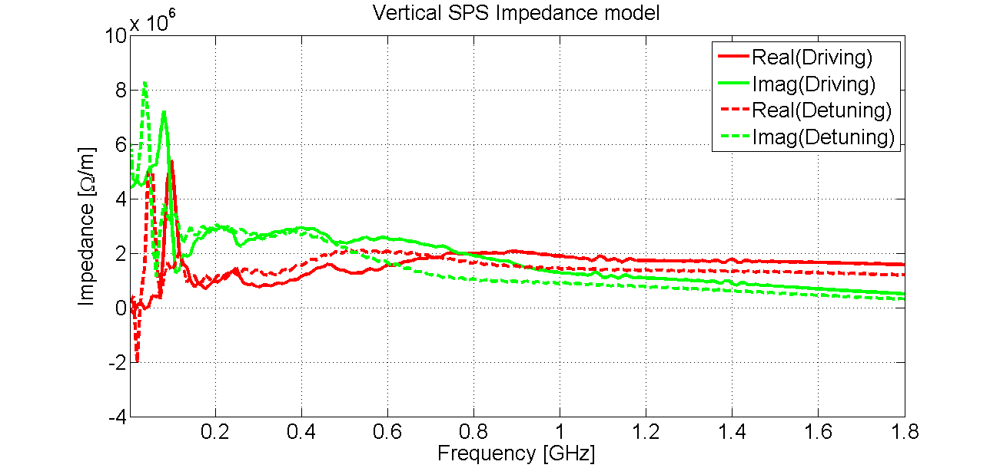 Vertical SPS Impedance model
x 10^6
10
8
6
4
2
0
-2
-4
Impedance [Ω/m]
Real(Driving)
Imag(Driving)
Real(Detuning)
Imag(Detuning)
0.2 0.4 0.6 0.8 1 1.2 1.4 1.6 1.8
Frequency [GHz]